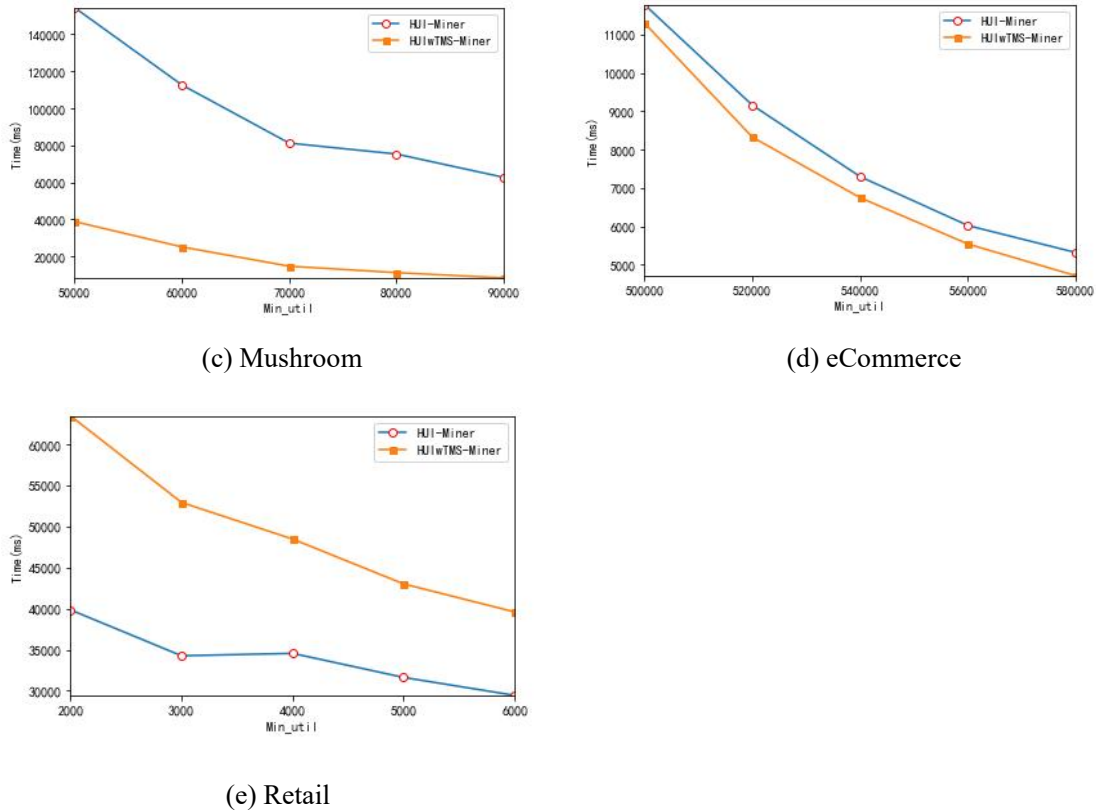 140000
120000
100000
80000
60000
40000
20000
Time(ms)
50000 60000 70000 80000 90000
Min_util
HUI-Miner
HUIwTMS-Miner
(c) Mushroom
11000
10000
9000
8000
7000
6000
5000
Time(ms)
500000 520000 540000 560000 580000
Min_util
HUI-Miner
HUIwTMS-Miner
(d) eCommerce
60000
55000
50000
45000
40000
35000
30000
Time(ms)
2000 3000 4000 5000 6000
Min_util
HUI-Miner
HUIwTMS-Miner
(e) Retail